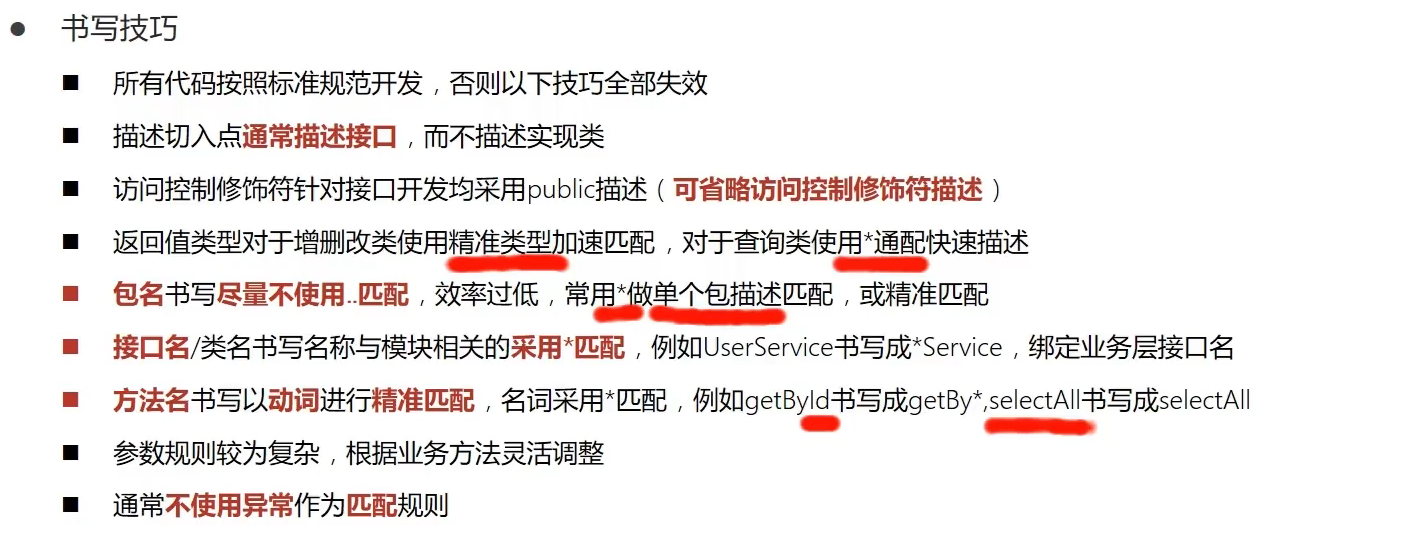 书写技巧
所有代码按照标准规范开发，否则以下技巧全部失效
描述切入点通常描述接口，而不描述实现类
访问控制修饰符针对接口开发均采用public描述（可省略访问控制修饰符描述）
返回值类型对于增删改类使用精准类型加速匹配，对于查询类使用*通配快速描述
包名书写尽量不使用..匹配，效率过低，常用*做单个包描述匹配，或精准匹配
接口名/类名书写名称与模块相关的采用*匹配，例如UserService书写成*Service，绑定业务层接口名
方法名书写以动词进行精准匹配，名词采用*匹配，例如getById书写成getBy*,selectAll书写成selectAll
参数规则较为复杂，根据业务方法灵活调整
通常不使用异常作为匹配规则